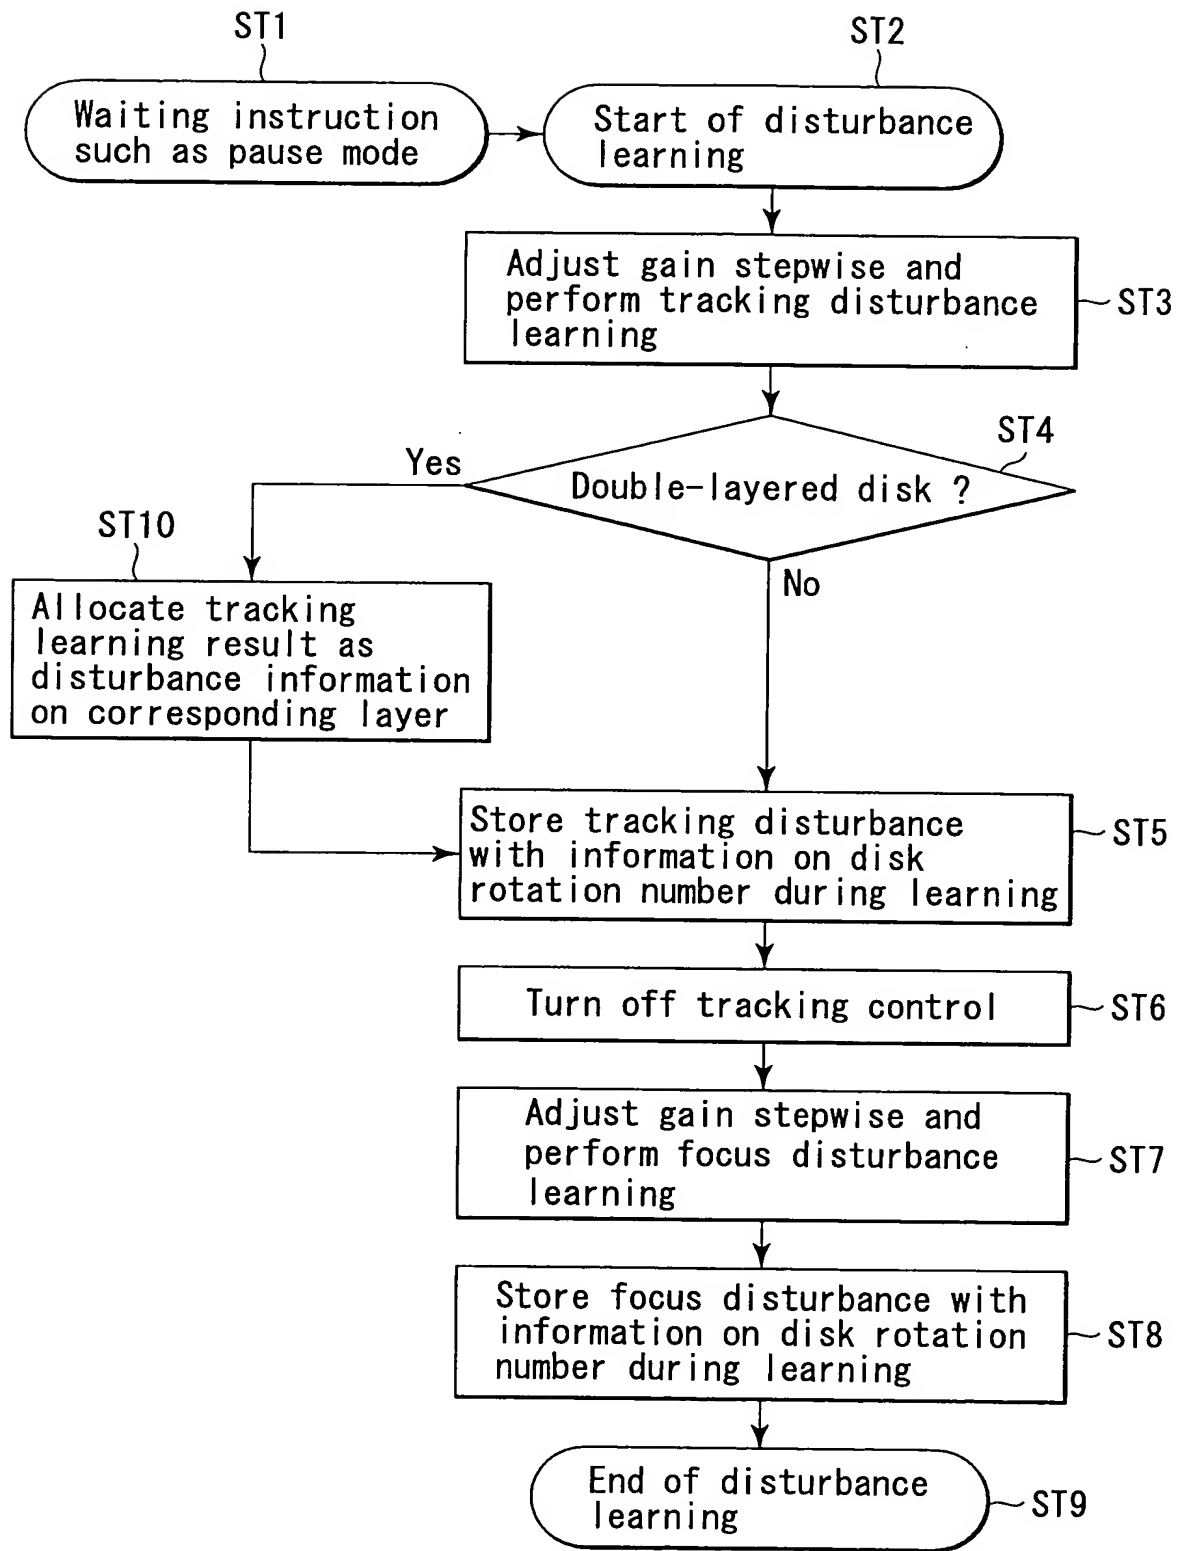 ST1
Waiting instruction
such as pause mode
ST2
Start of disturbance
learning
Adjust gain stepwise and
perform tracking disturbance
learning
ST3
ST4
Double-layered disk ?
Yes
No
ST10
Allocate tracking
learning result as
disturbance information
on corresponding layer
Store tracking disturbance
with information on disk
rotation number during learning
ST5
Turn off tracking control
ST6
Adjust gain stepwise and
perform focus disturbance
learning
ST7
Store focus disturbance with
information on disk rotation
number during learning
ST8
End of disturbance
learning
ST9